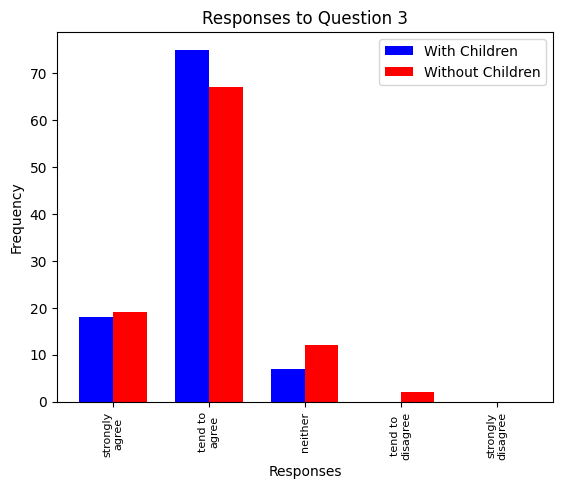 Responses to Question 3
With Children
Without Children
Frequency
70
60
50
40
30
20
10
0
strongly
agree
tend to
agree
neither
tend to
disagree
strongly
disagree
Responses